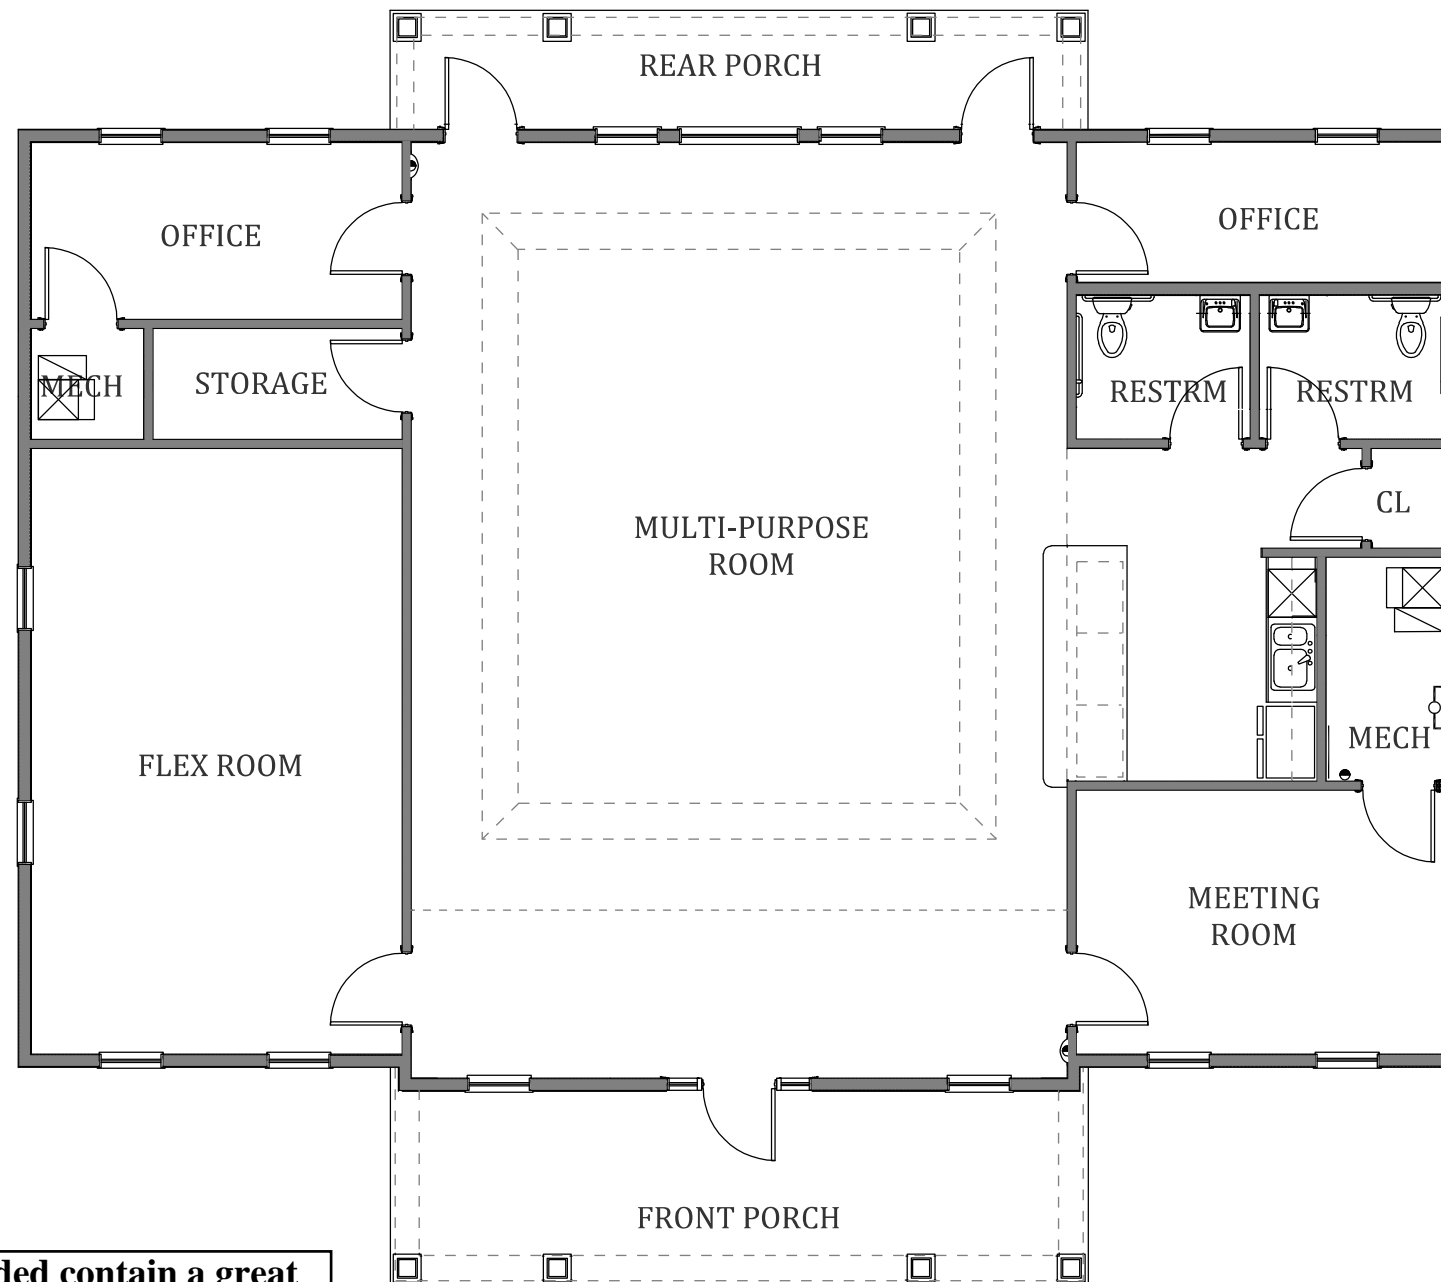 REAR PORCH
OFFICE
OFFICE
MECH
STORAGE
RESTRM
RESTRM
CL
MULTI-PURPOSE
ROOM
FLEX ROOM
MECH
MEETING
ROOM
FRONT PORCH
ded contain a great